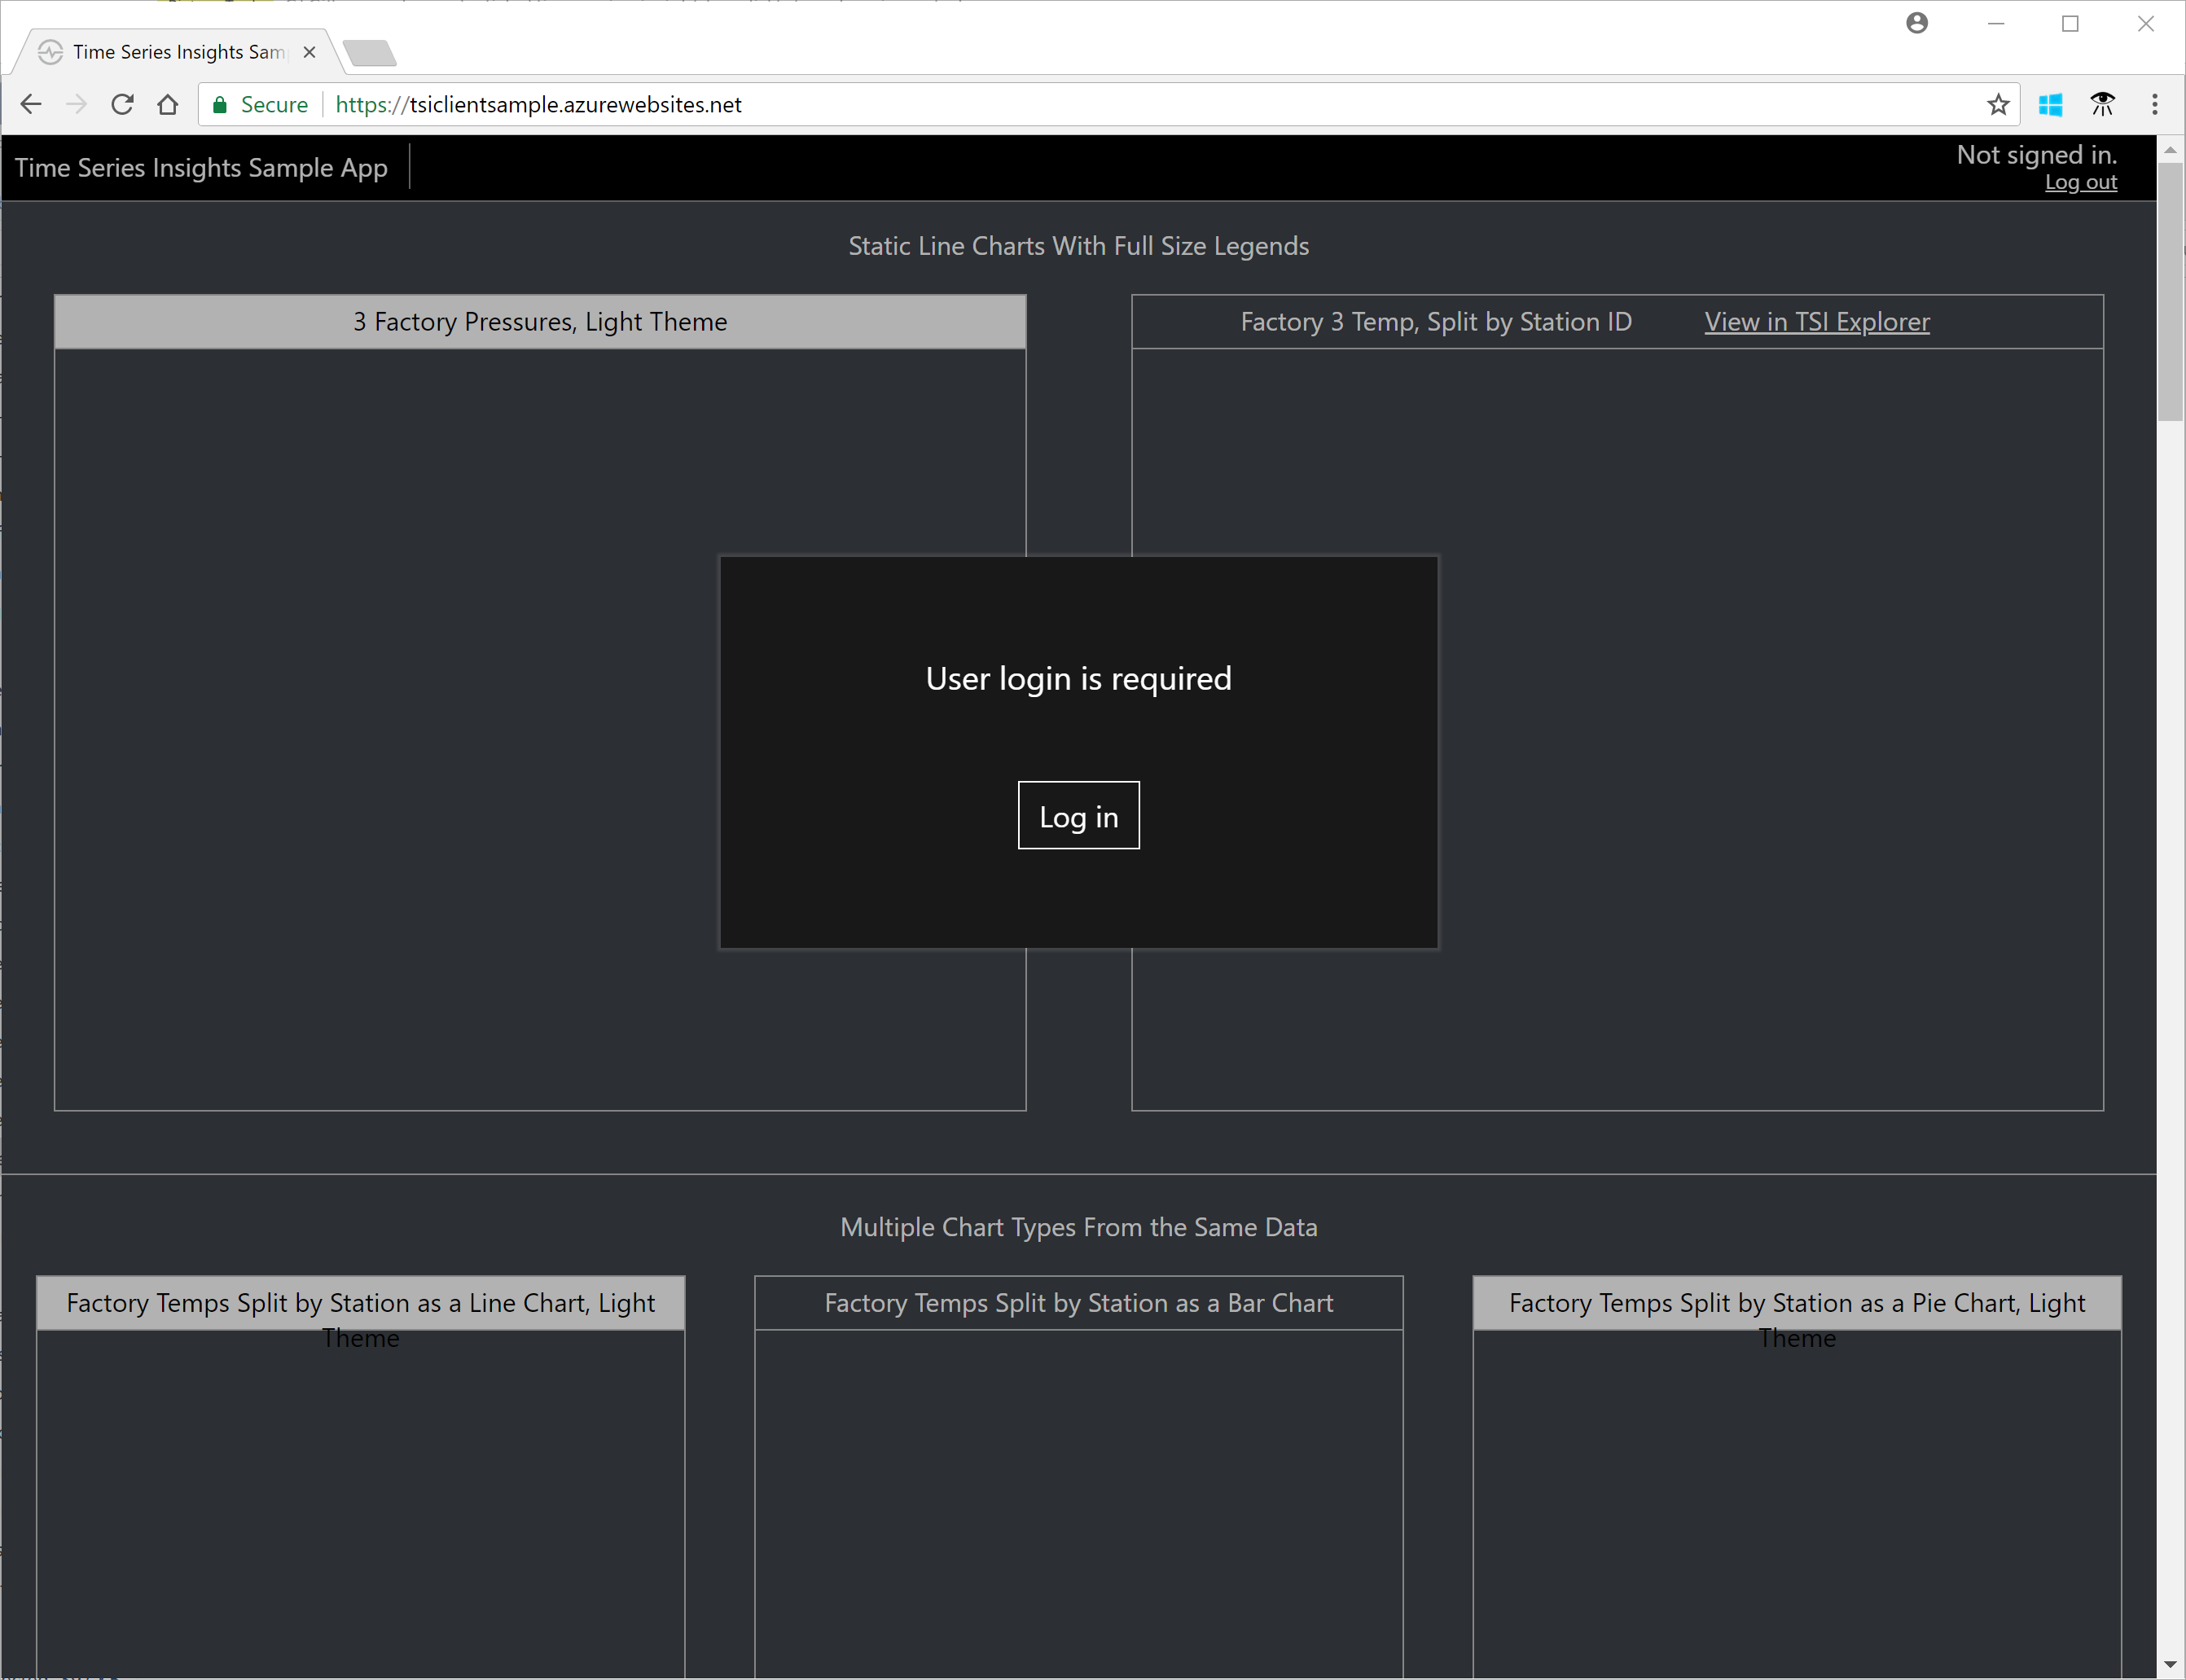 Time Series Insights Sam
Secure
https://tsiclientsample.azurewebsites.net
Time Series Insights Sample App
Not signed in.
Log out
Static Line Charts With Full Size Legends
3 Factory Pressures, Light Theme
Factory 3 Temp, Split by Station ID
View in TSI Explorer
User login is required
Log in
Multiple Chart Types From the Same Data
Factory Temps Split by Station as a Line Chart, Light
Theme
Factory Temps Split by Station as a Bar Chart
Factory Temps Split by Station as a Pie Chart, Light
Theme